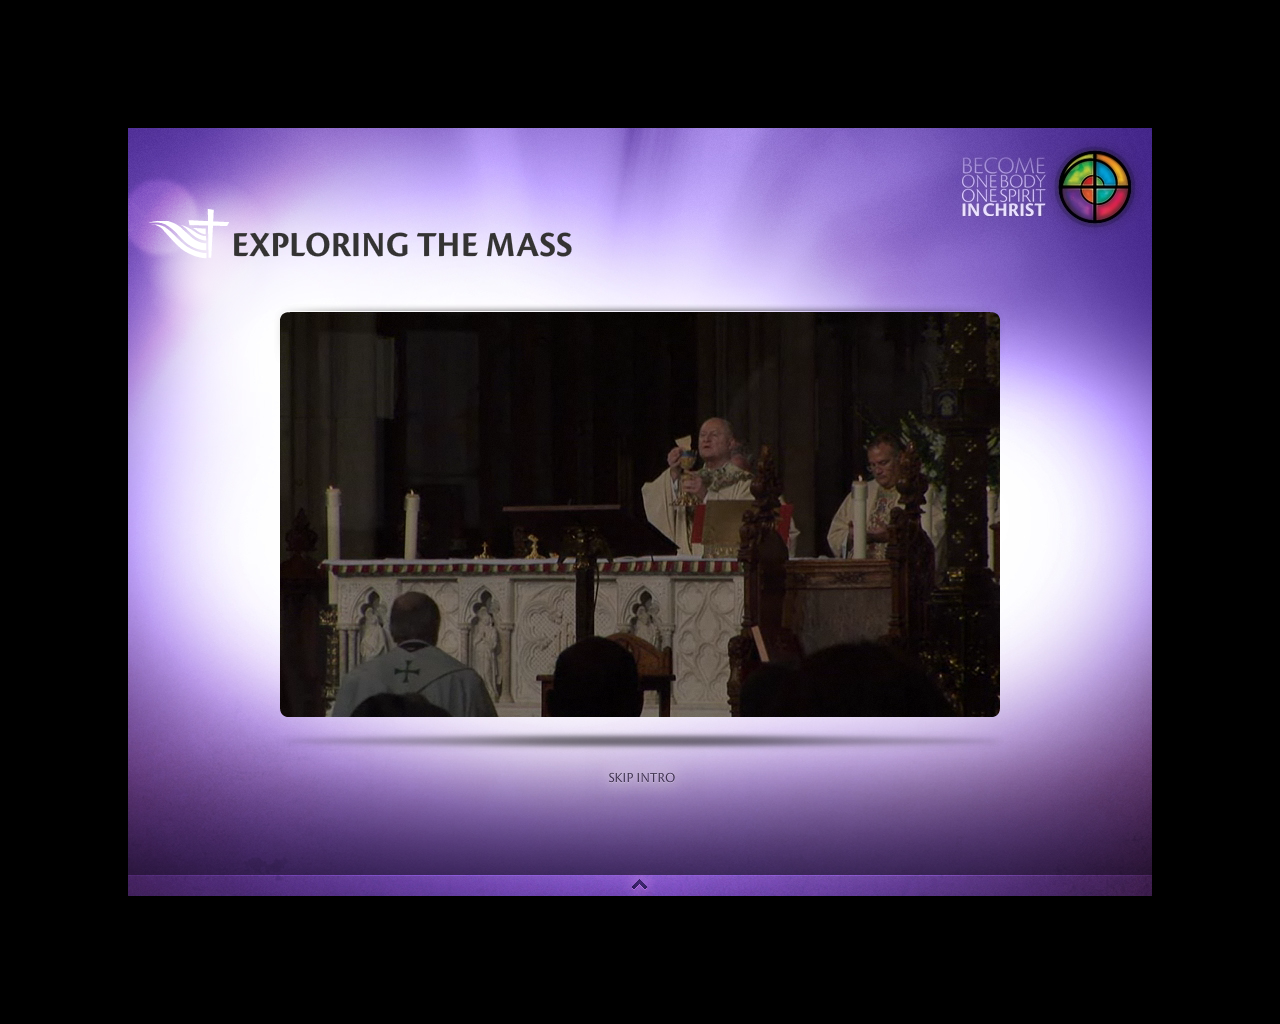 BECOME
ONE BODY
ONE SPIRIT
IN CHRIST
EXPLORING THE MASS
SKIP INTRO